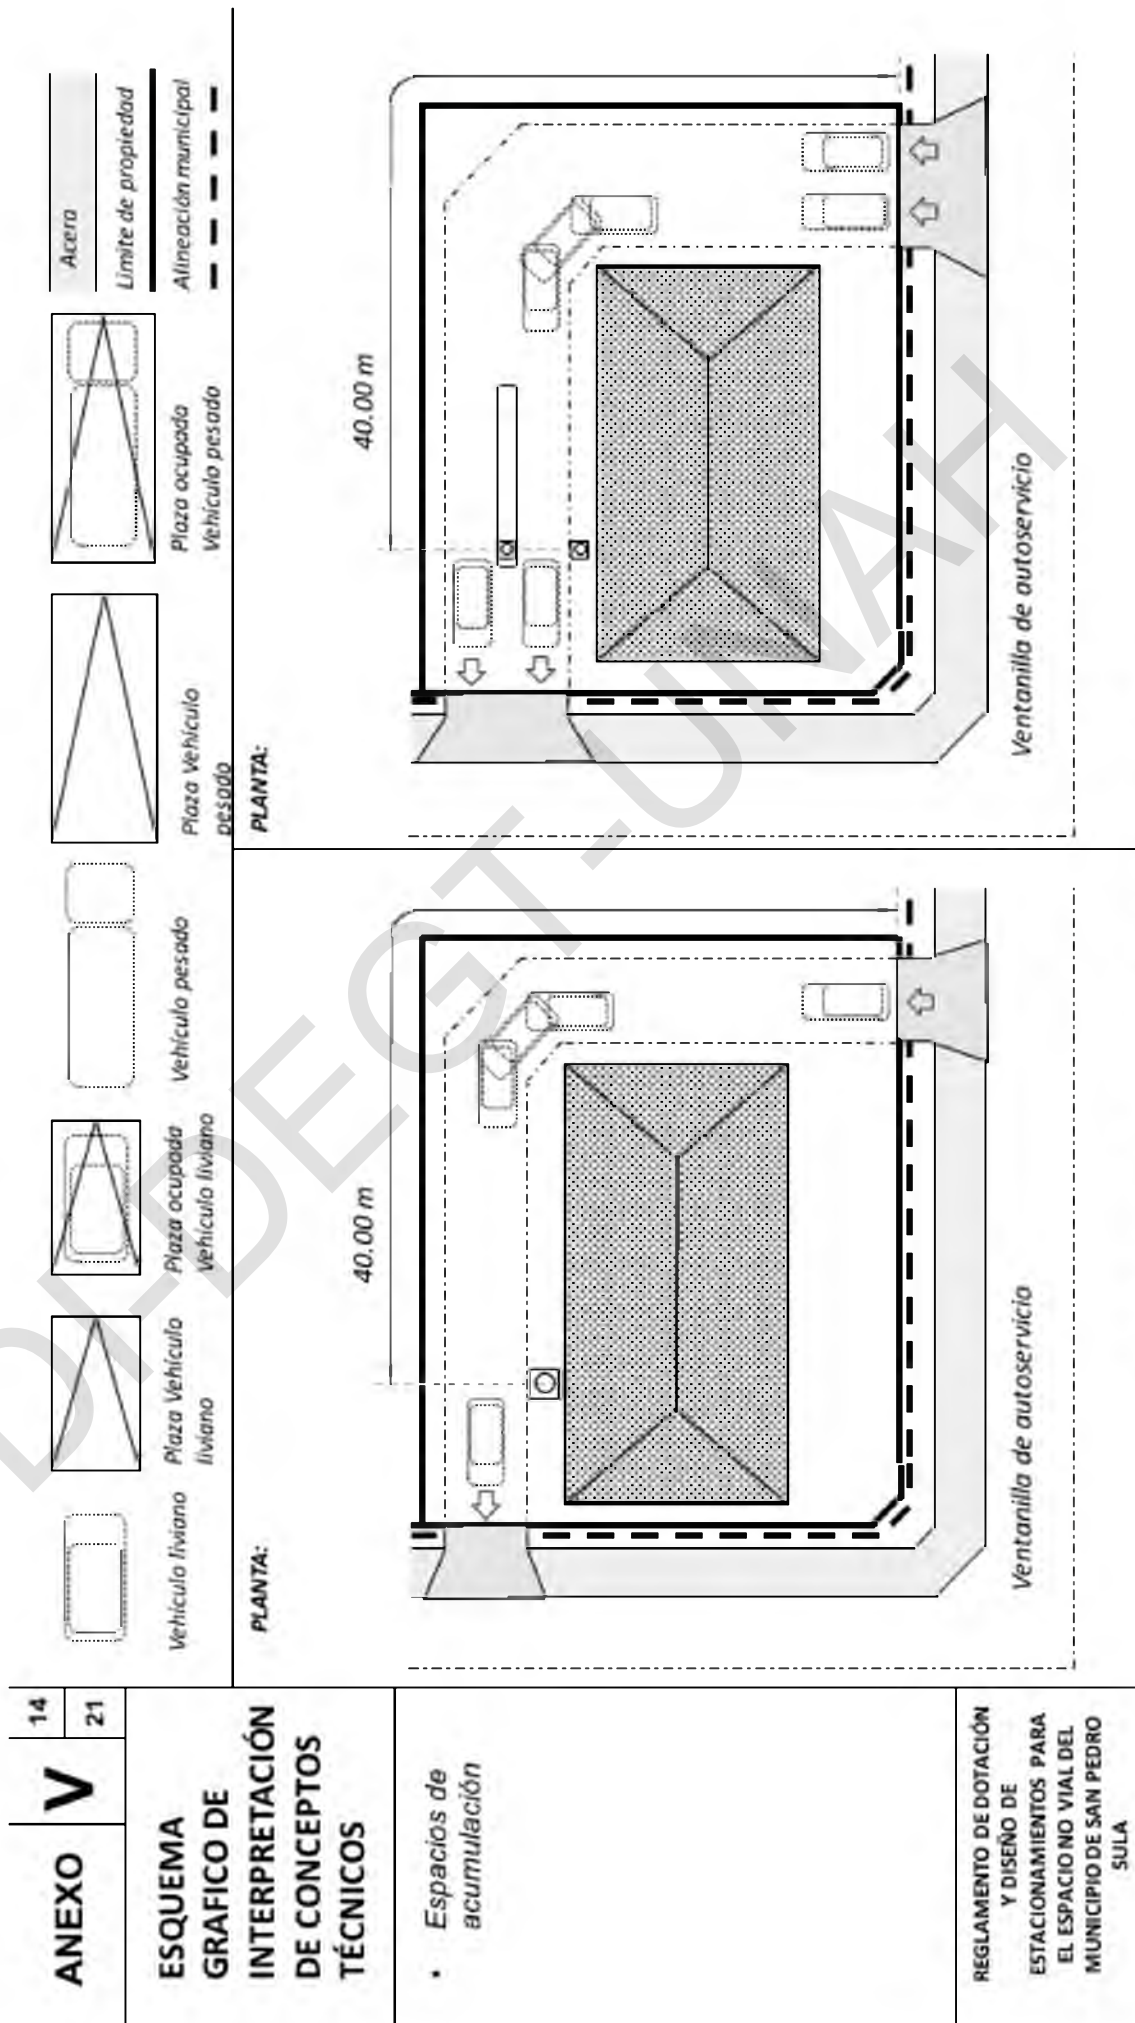 ANEXO
V
14
21
ESQUEMA
GRAFICO DE
INTERPRETACIÓN
DE CONCEPTOS
TÉCNICOS
• Espacios de
acumulación
REGLAMENTO DE DOTACIÓN
Y DISEÑO DE
ESTACIONAMIENTOS PARA
EL ESPACIO NO VIAL DEL
MUNICIPIO DE SAN PEDRO
SULA
Vehículo liviano
Plaza Vehículo
liviano
Plaza ocupada
Vehículo liviano
Vehículo pesado
Plaza Vehículo
pesado
Plaza ocupada
Vehículo pesado
Acera
Limite de propiedad
Alineación municipal
PLANTA:
40.00 m
Ventanilla de autoservicio
PLANTA:
40.00 m
Ventanilla de autoservicio
DI-DEGT-UNAH